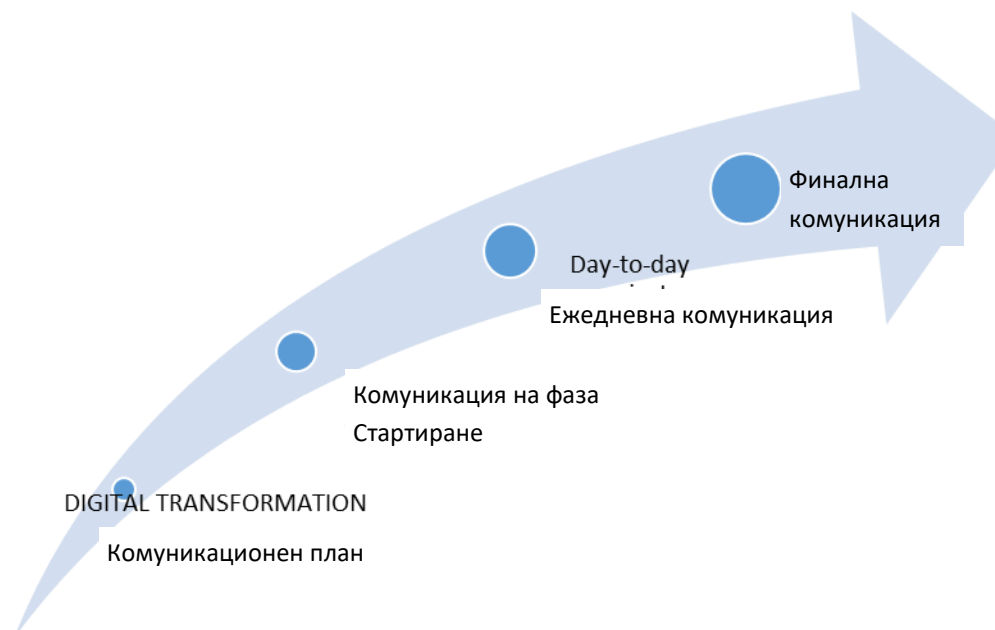 Финална
комуникация
Day-to-day
Ежедневна комуникация
Комуникация на фаза
Стартиране
DIGITAL TRANSFORMATION
Комуникационен план